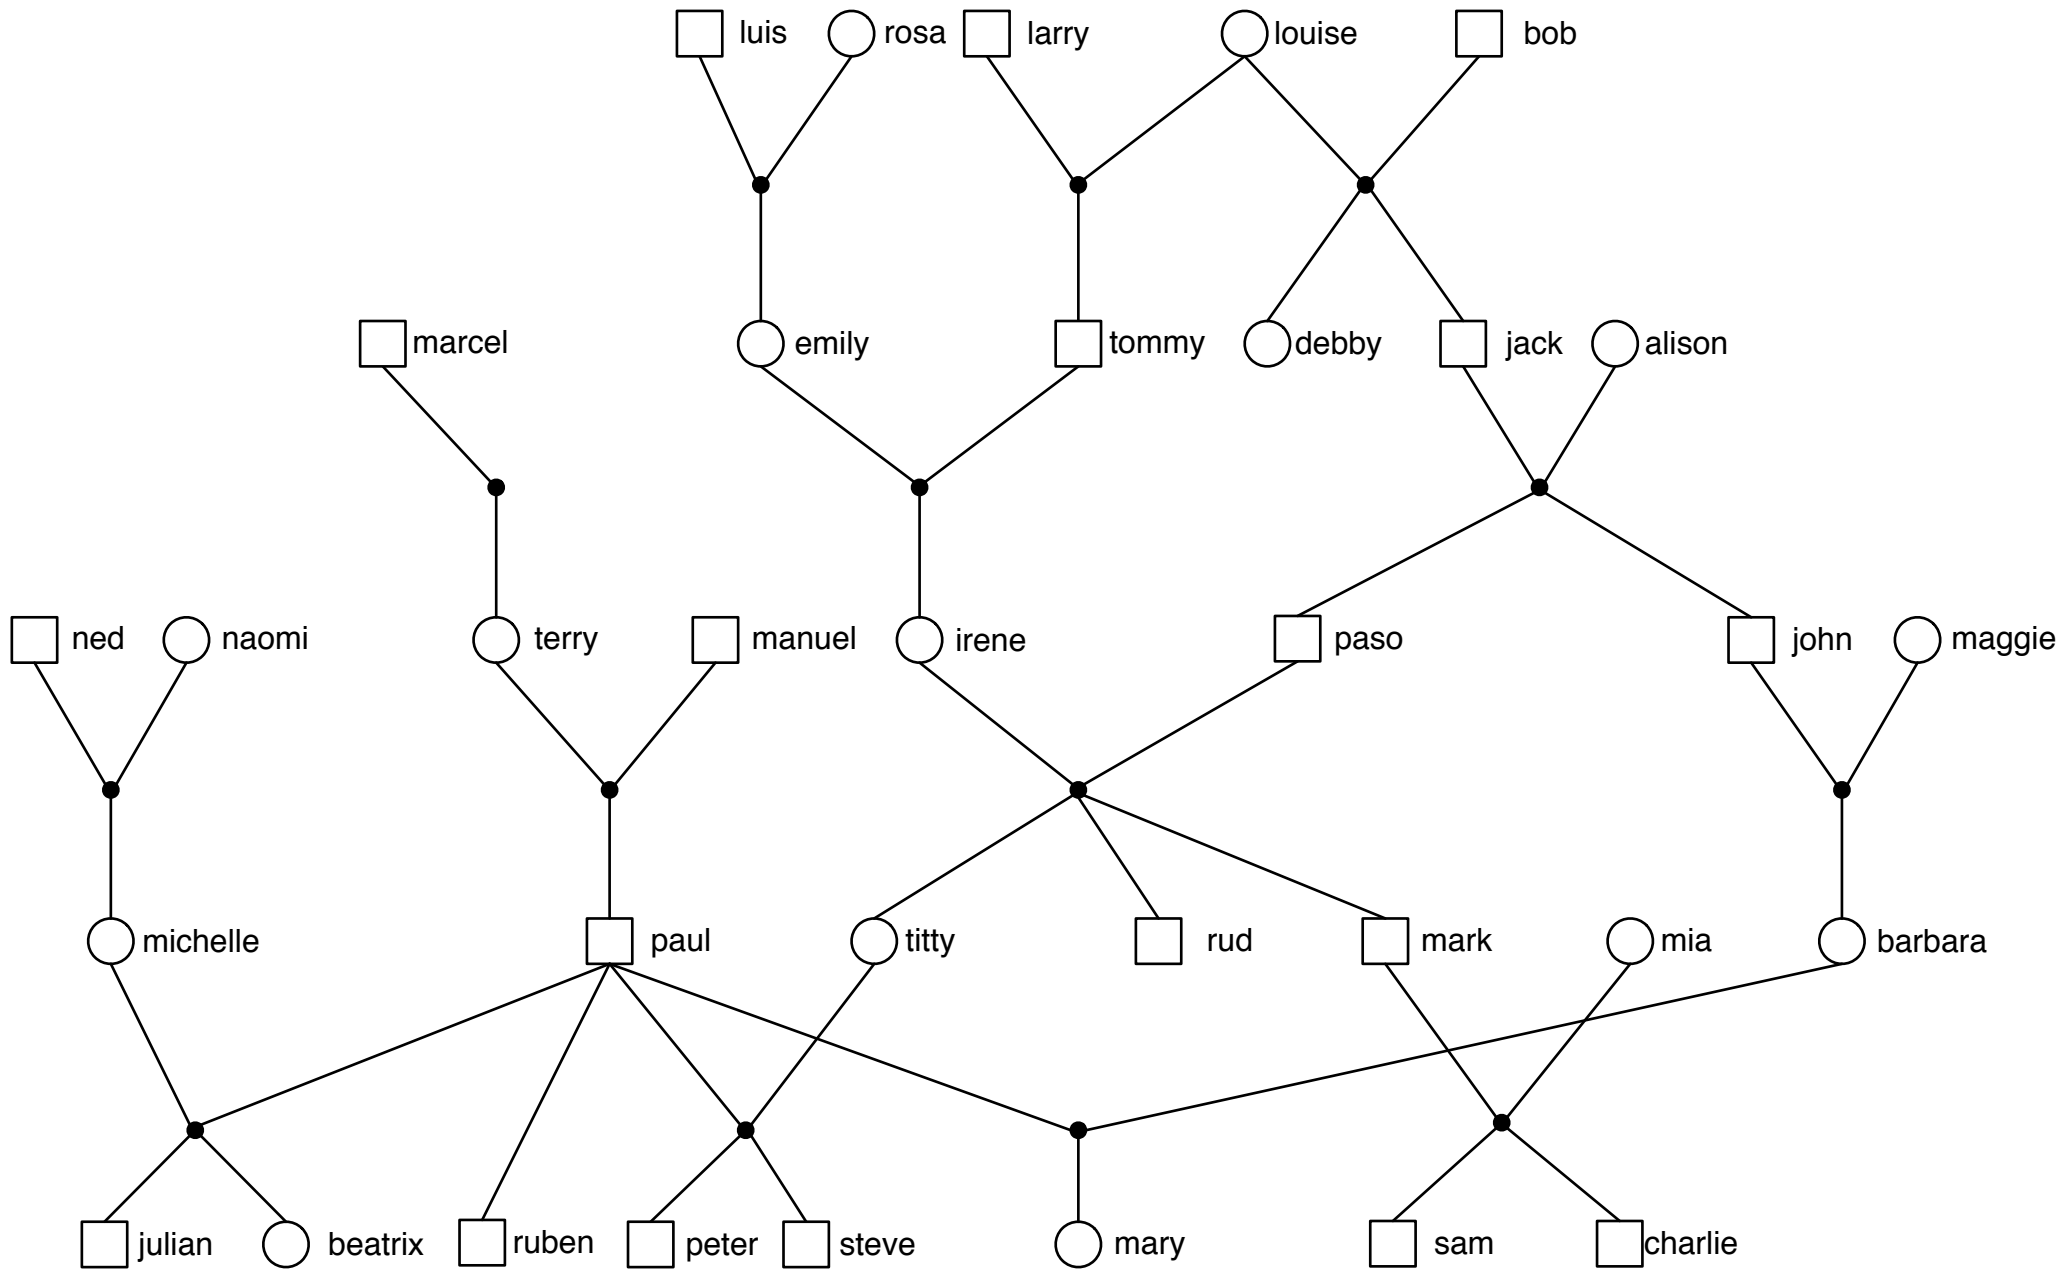 luis rosa larry louise bob
marcel emily tommy debby jack alison
ned naomi terry manuel irene paso john maggie
michelle paul titty rud mark mia barbara
julian beatrix ruben peter steve mary sam charlie